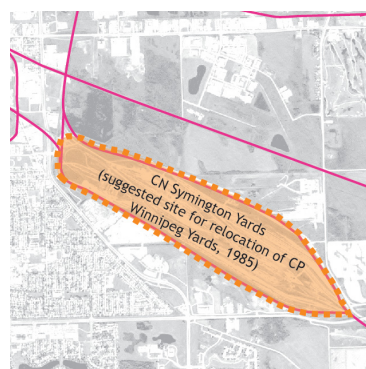 CN Symington Yards
(suggested site for relocation of CP
Winnipeg Yards, 1985)